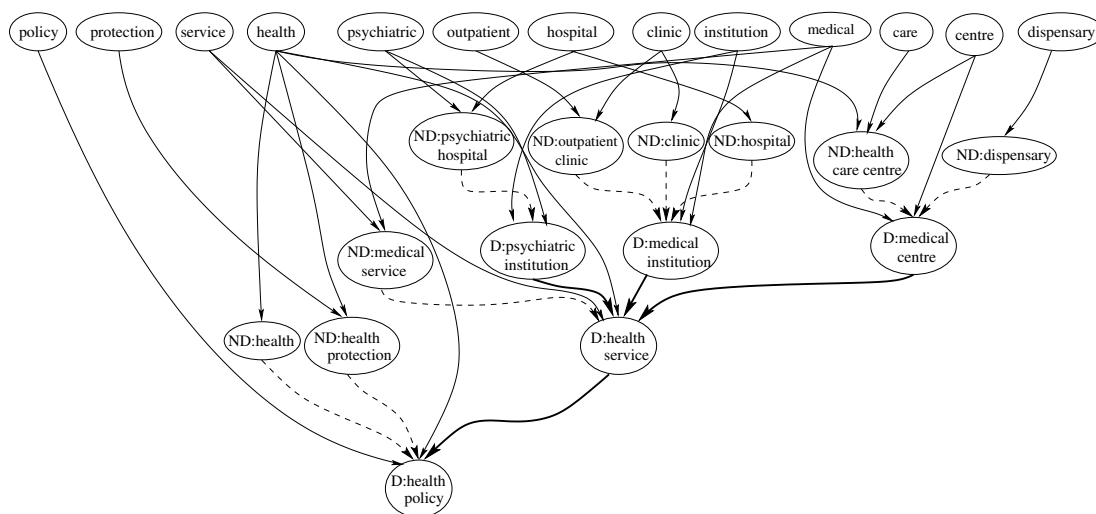 policy
protection
service
health
psychiatric
outpatient
hospital
clinic
institution
medical
care
centre
dispensary
ND:psychiatric
hospital
ND:outpatient
clinic
ND:clinic
ND:hospital
ND:health
care centre
ND:dispensary
ND:medical
service
D:psychiatric
institution
D:medical
institution
D:medical
centre
ND:health
ND:health
protection
D:health
service
D:health
policy